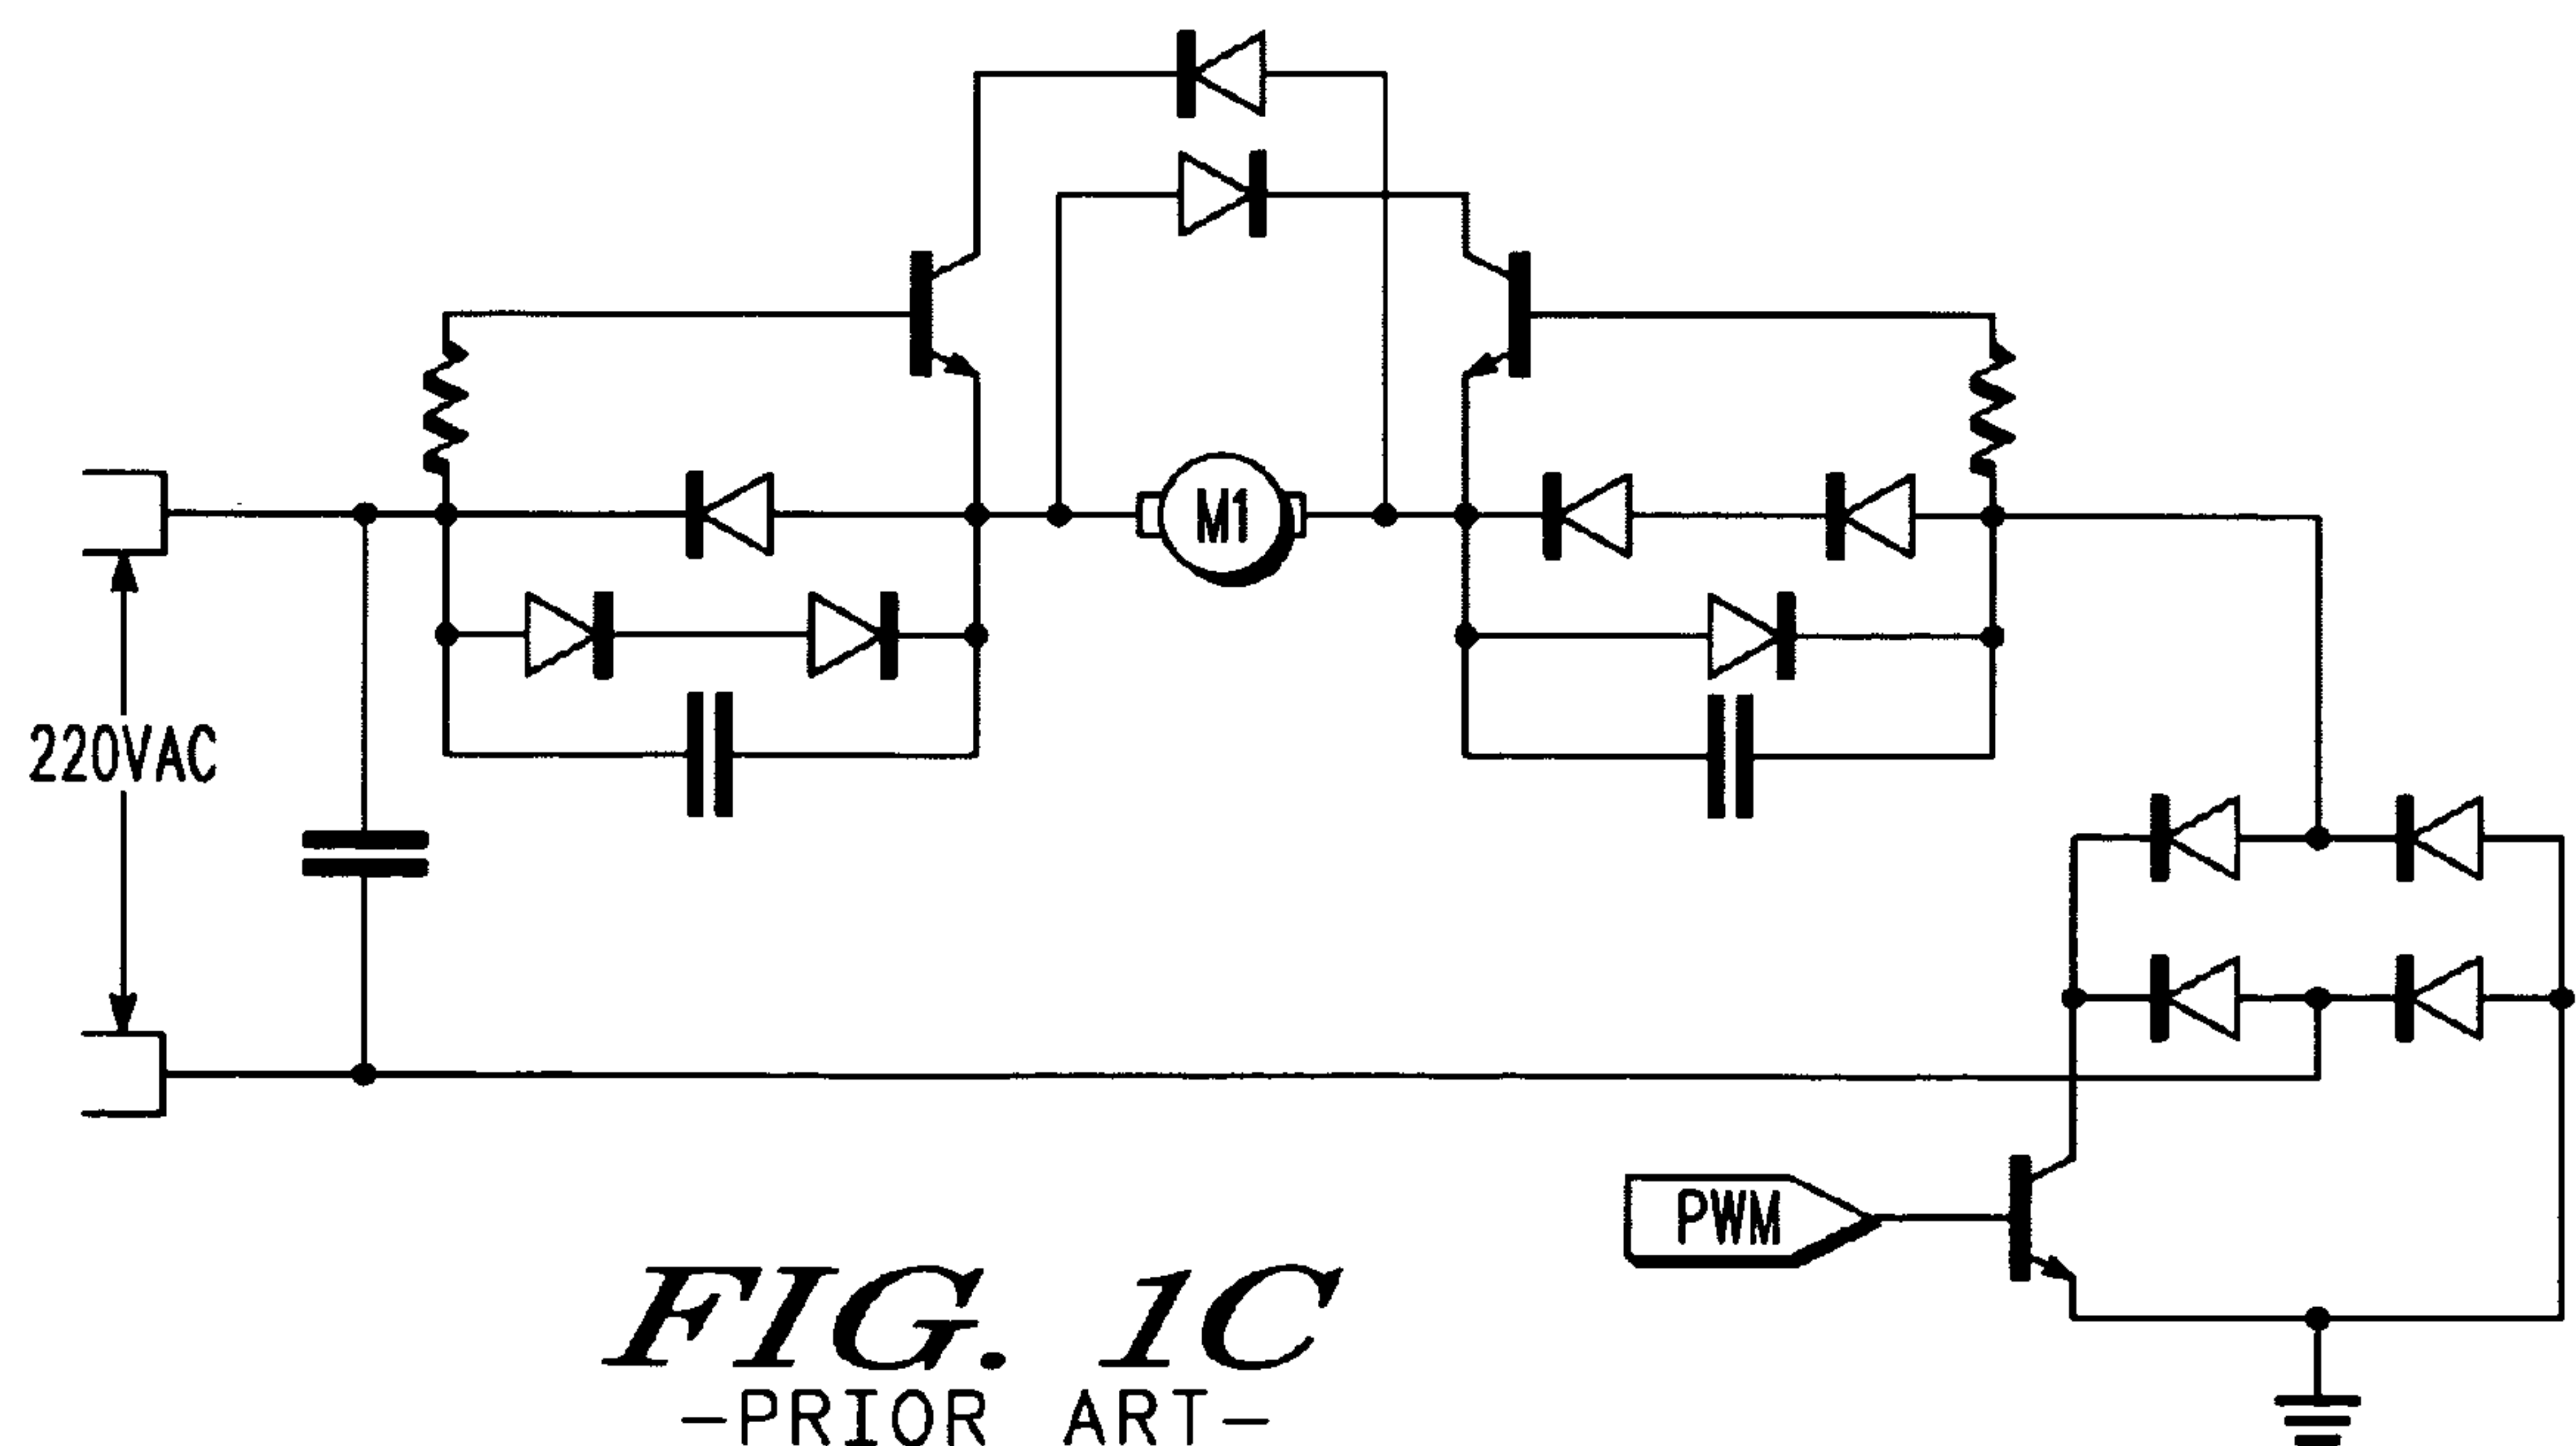 M1
220VAC
PWM
FIG. 1C
-PRIOR ART-